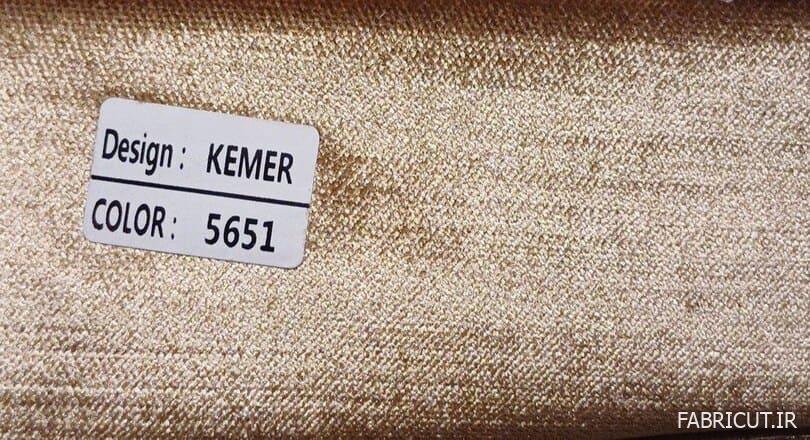 Design : KEMER
COLOR : 5651
FABRICUT.IR